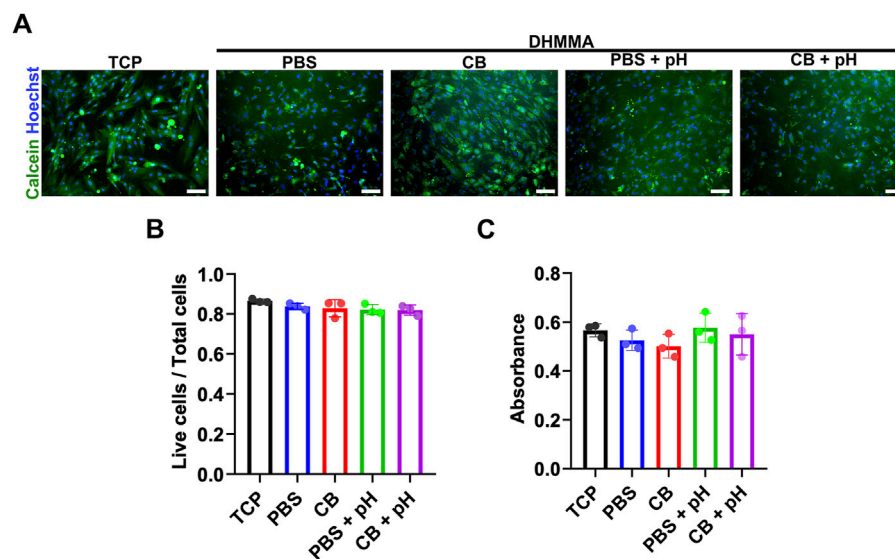 A
DHMMA
TCP PBS CB PBS + pH CB + pH
Calcein Hoechst
B
Live cells / Total cells
1.0
0.8
0.6
0.4
0.2
0.0
TCP PBS CB PBS + pH CB + pH
C
Absorbance
0.8
0.6
0.4
0.2
0.0
TCP PBS CB PBS + pH CB + pH